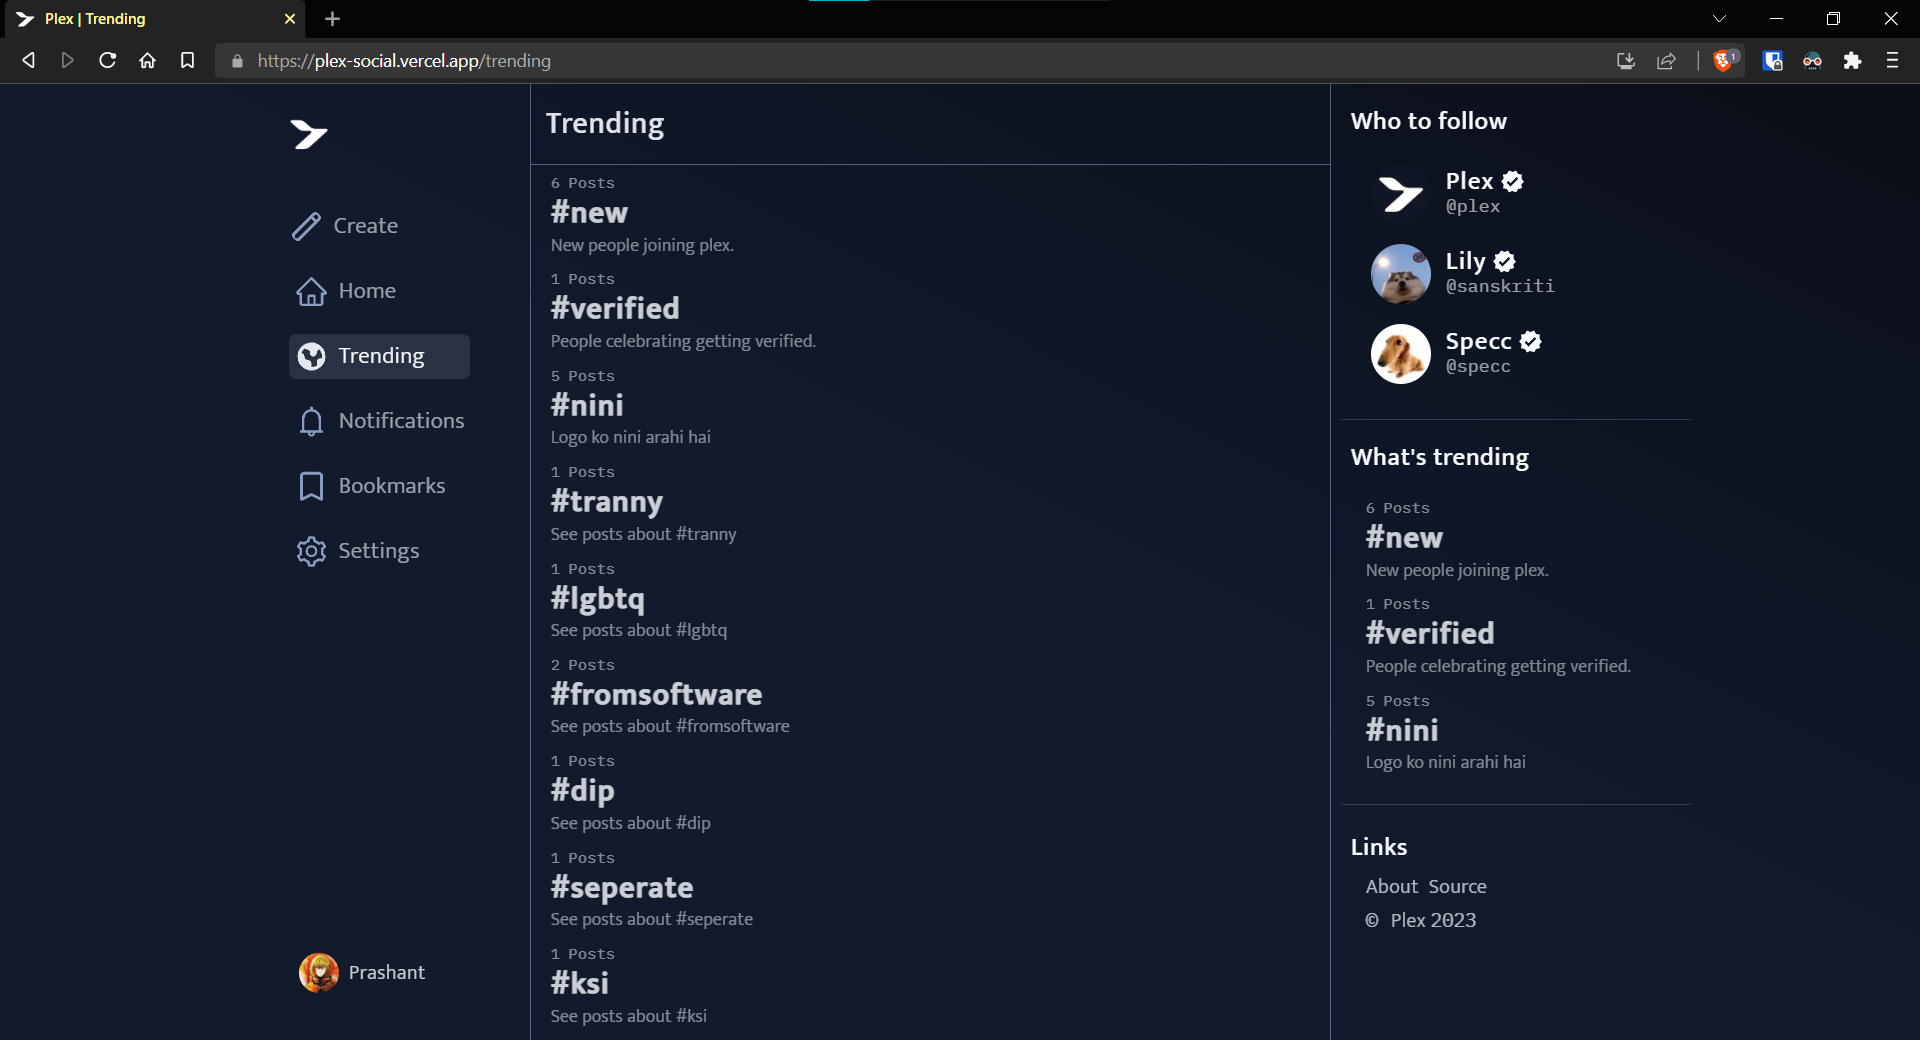 Plex | Trending
https://plex-social.vercel.app/trending
1
Create
Home
Trending
Notifications
Bookmarks
Settings
Prashant
Trending
6 Posts
#new
New people joining plex.
1 Posts
#verified
People celebrating getting verified.
5 Posts
#nini
Logo ko nini arahi hai
1 Posts
#tranny
See posts about #tranny
1 Posts
#lgbtq
See posts about #lgbtq
2 Posts
#fromsoftware
See posts about #fromsoftware
1 Posts
#dip
See posts about #dip
1 Posts
#seperate
See posts about #seperate
1 Posts
#ksi
See posts about #ksi
Who to follow
Plex
@plex
Lily
@sanskriti
Specc
@specc
What's trending
6 Posts
#new
New people joining plex.
1 Posts
#verified
People celebrating getting verified.
5 Posts
#nini
Logo ko nini arahi hai
Links
About Source
© Plex 2023